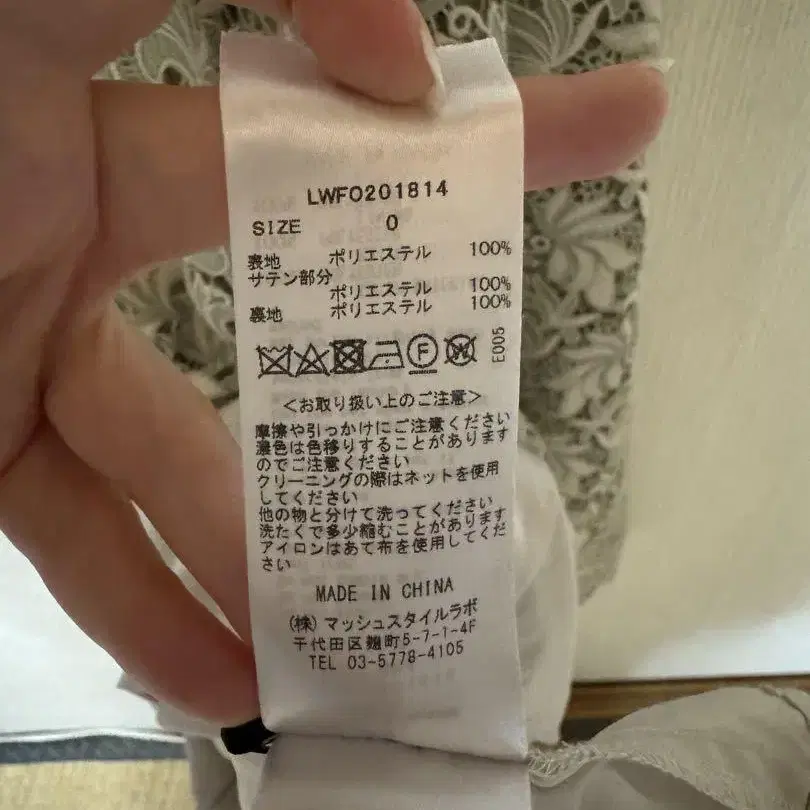 LWFO201814
SIZE 0
表地 ポリエステル 100%
サテン部分
ポリエステル 100%
裏地 ポリエステル 100%
F W E005
<お取り扱い上のご注意>
摩擦や引っかけにご注意ください
濃色は色移りすることがあります
のでご注意ください
クリーニングの際はネットを使用
してください
他の物と分けて洗ってください
洗たくで多少縮むことがあります
アイロンはあて布を使用してくだ
さい
MADE IN CHINA
(株)マッシュスタイルラボ
千代田区麹町5-7-1-4F
TEL 03-5778-4105